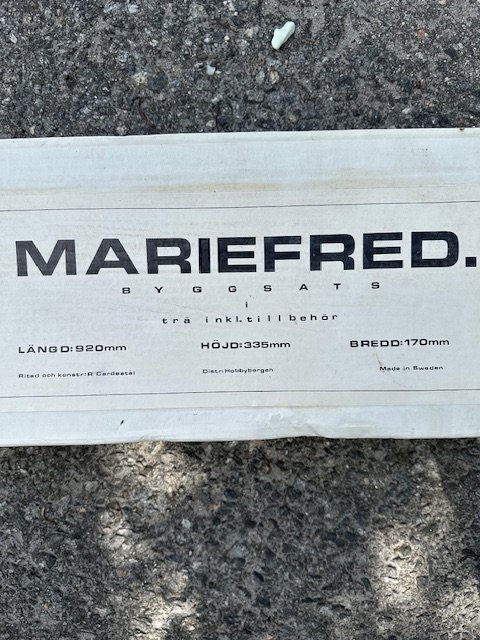 MARIEFRED.
BYGGSATS
i
trä inkl.tillbehör
LÄNGD:920mm HÖJD:335mm BREDD:170mm
Ritad och konstr:R Cardestål Distr:Hobbyborgen Made in Sweden